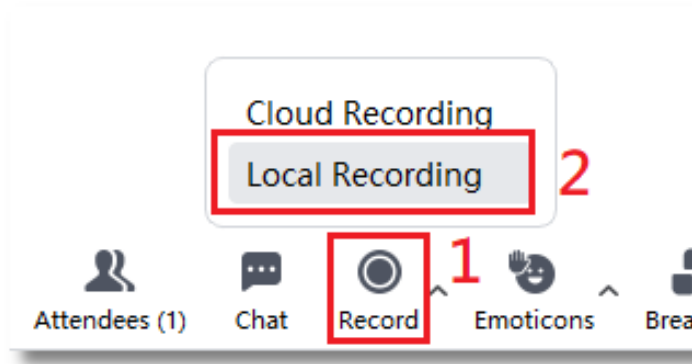 Cloud Recording
Local Recording
2
1
Attendees (1)
Chat
Record
Emoticons